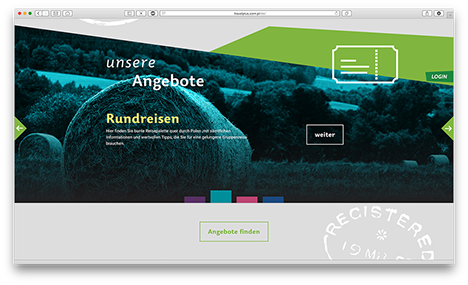 unsere
Angebote
LOGIN
Rundreisen
Hier finden Sie bunte Reisepalette quer durch Polen mit sämtlichen
Informationen und wertvollen Tipps, die Sie für eine gelungene Gruppenreise
brauchen.
weiter
Angebote finden
REGISTERED